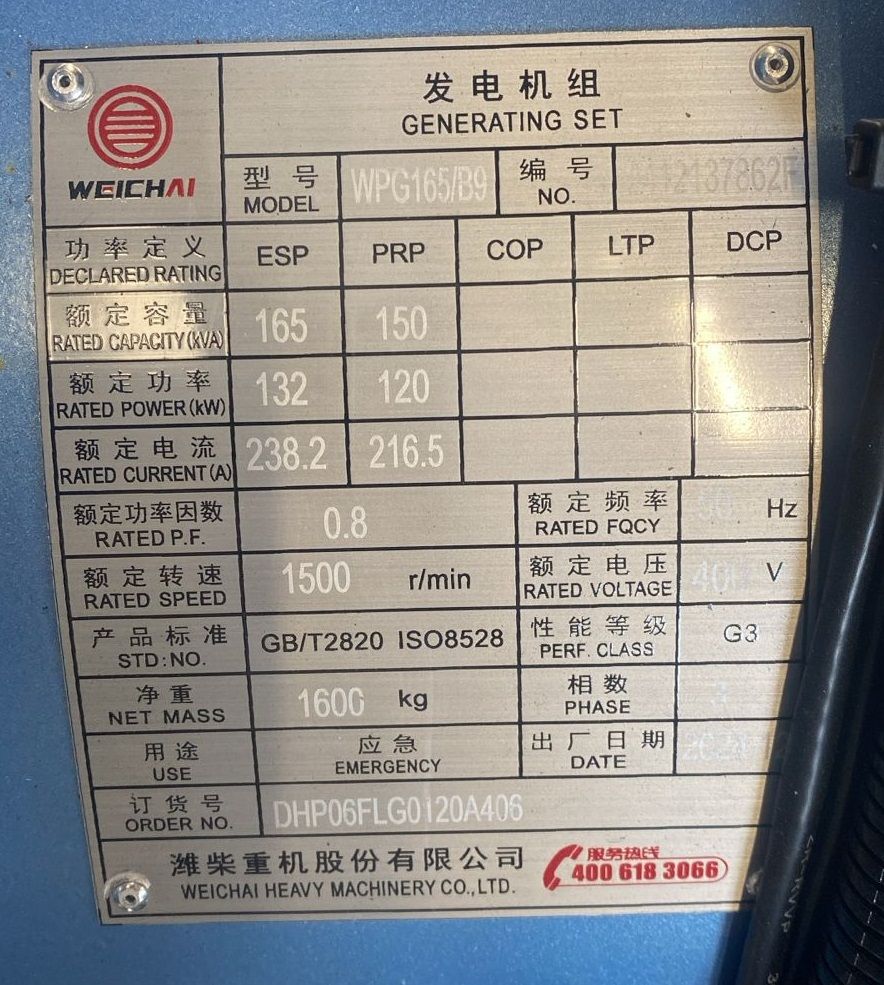 WEICHAI
发电机组
GENERATING SET
型号
MODEL
WPG165/B9
编号
NO.
功率定义
DECLARED RATING
ESP
PRP
COP
LTP
DCP
额定容量
RATED CAPACITY(kVA)
165
150
额定功率
RATED POWER(kW)
132
120
额定电流
RATED CURRENT(A)
238.2
216.5
额定功率因数
RATED P.F.
0.8
额定频率
RATED FQCY
50 Hz
额定转速
RATED SPEED
1500 r/min
额定电压
RATED VOLTAGE
400 V
产品标准
STD:NO.
GB/T2820 ISO8528
性能等级
PERF. CLASS
G3
净重
NET MASS
1600 kg
相数
PHASE
3
用途
USE
应急
EMERGENCY
出厂日期
DATE
订货号
ORDER NO.
DHP06FLG0120A406
潍柴重机股份有限公司
WEICHAI HEAVY MACHINERY CO.,LTD.
服务热线
400 618 3066